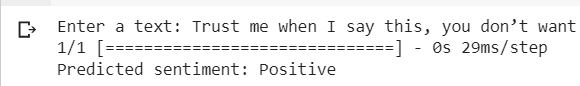 Enter a text: Trust me when I say this, you don’t want
1/1 [==============================] - 0s 29ms/step
Predicted sentiment: Positive